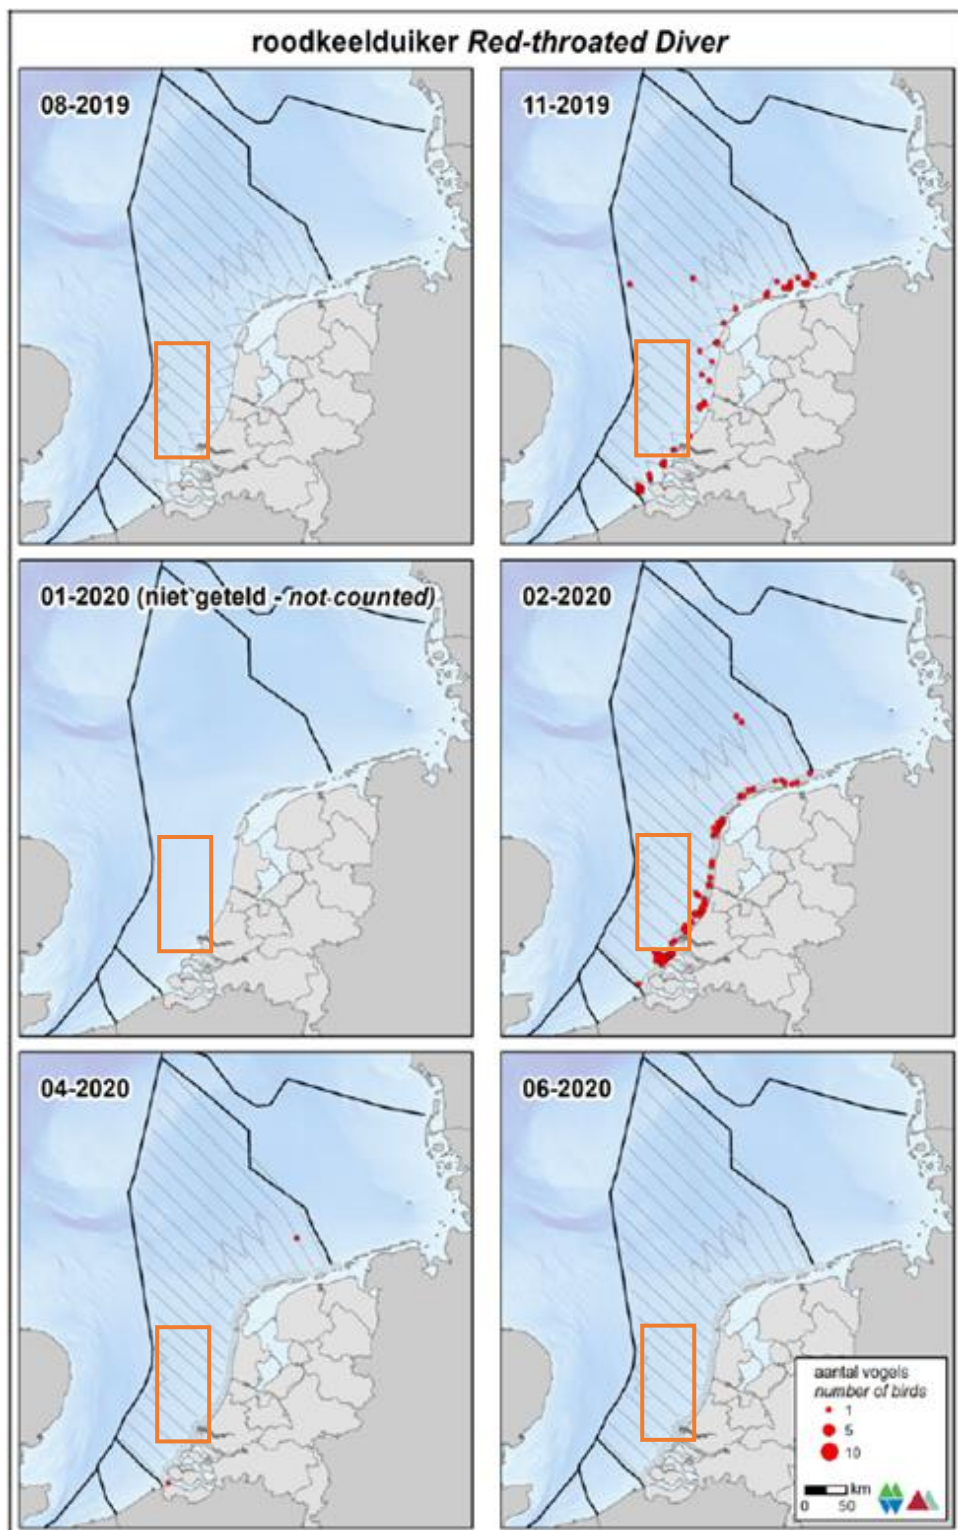 roodkeelduiker Red-throated Diver
08-2019
11-2019
01-2020 (niet geteld - not counted)
02-2020
04-2020
06-2020
aantal vogels
number of birds
1
5
10
km
0 50